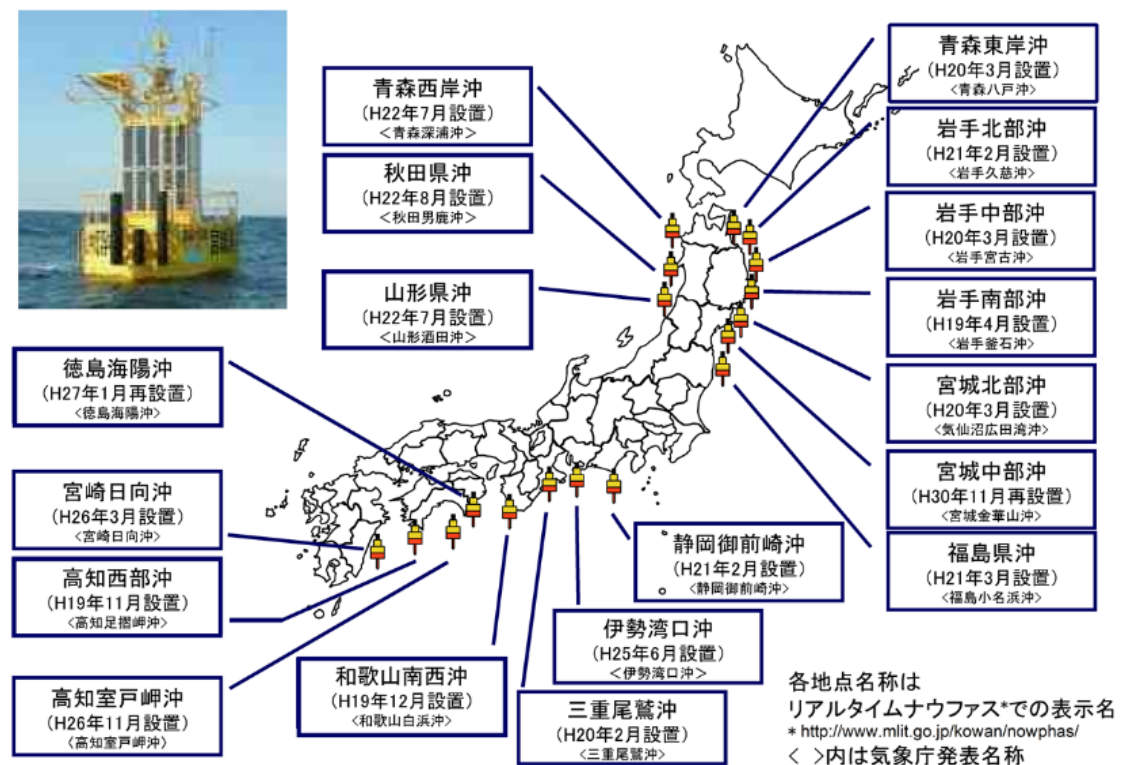 青森西岸沖
(H22年7月設置)
<青森深浦沖>
秋田県沖
(H22年8月設置)
<秋田男鹿沖>
山形県沖
(H22年7月設置)
<山形酒田沖>
徳島海陽沖
(H27年1月再設置)
<徳島海陽沖>
宮崎日向沖
(H26年3月設置)
<宮崎日向沖>
高知西部沖
(H19年11月設置)
<高知足摺岬沖>
高知室戸岬沖
(H26年11月設置)
<高知室戸岬沖>
和歌山南西沖
(H19年12月設置)
<和歌山白浜沖>
三重尾鷲沖
(H20年2月設置)
<三重尾鷲沖>
伊勢湾口沖
(H25年6月設置)
<伊勢湾口沖>
静岡御前崎沖
(H21年2月設置)
<静岡御前崎沖>
青森東岸沖
(H20年3月設置)
<青森八戸沖>
岩手北部沖
(H21年2月設置)
<岩手久慈沖>
岩手中部沖
(H20年3月設置)
<岩手宮古沖>
岩手南部沖
(H19年4月設置)
<岩手釜石沖>
宮城北部沖
(H20年3月設置)
<気仙沼広田湾沖>
宮城中部沖
(H30年11月再設置)
<宮城金華山沖>
福島県沖
(H21年3月設置)
<福島小名浜沖>
各地点名称は
リアルタイムナウファス*での表示名
* http://www.mlit.go.jp/kowan/nowphas/
< >内は気象庁発表名称